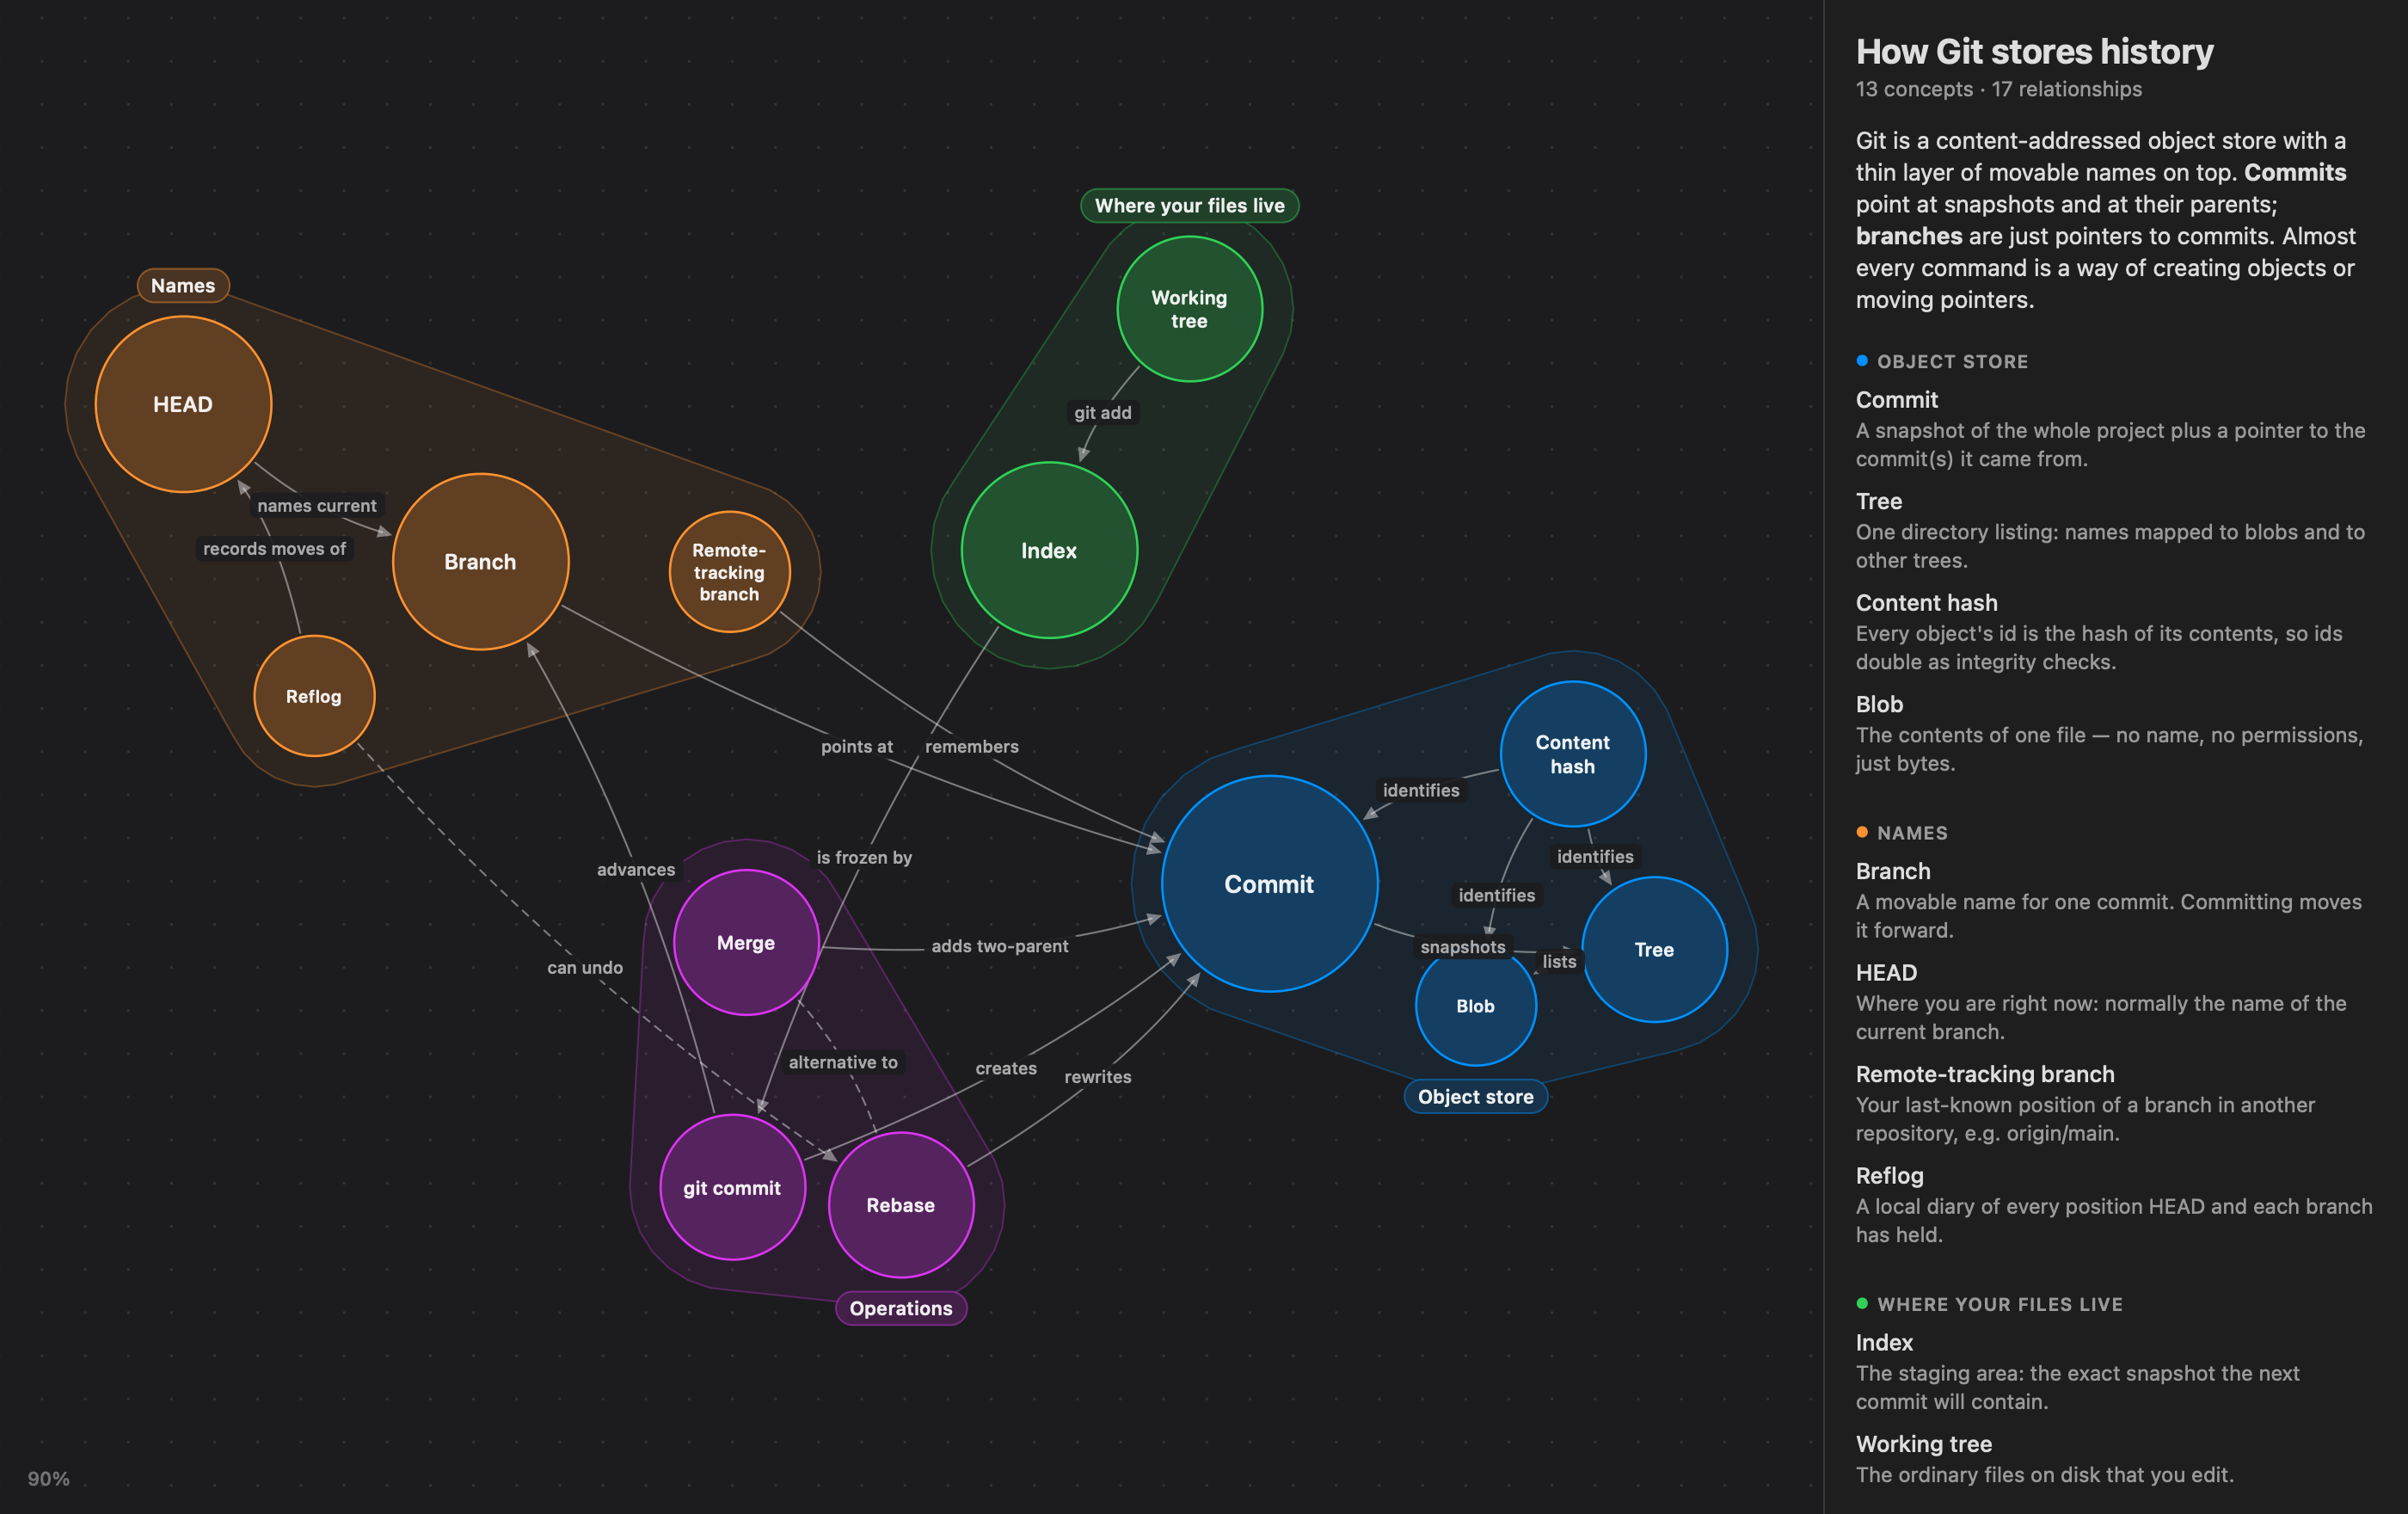 Names
HEAD
names current
records moves of
Branch
Remote-
tracking
branch
Reflog
Where your files live
Working
tree
git add
Index
points at
remembers
is frozen by
advances
can undo
Merge
adds two-parent
alternative to
creates
rewrites
git commit
Rebase
Operations
Content
hash
identifies
identifies
identifies
Commit
snapshots
lists
Tree
Blob
Object store
90%
How Git stores history
13 concepts · 17 relationships
Git is a content-addressed object store with a
thin layer of movable names on top. Commits
point at snapshots and at their parents;
branches are just pointers to commits. Almost
every command is a way of creating objects or
moving pointers.
OBJECT STORE
Commit
A snapshot of the whole project plus a pointer to the
commit(s) it came from.
Tree
One directory listing: names mapped to blobs and to
other trees.
Content hash
Every object's id is the hash of its contents, so ids
double as integrity checks.
Blob
The contents of one file — no name, no permissions,
just bytes.
NAMES
Branch
A movable name for one commit. Committing moves
it forward.
HEAD
Where you are right now: normally the name of the
current branch.
Remote-tracking branch
Your last-known position of a branch in another
repository, e.g. origin/main.
Reflog
A local diary of every position HEAD and each branch
has held.
WHERE YOUR FILES LIVE
Index
The staging area: the exact snapshot the next
commit will contain.
Working tree
The ordinary files on disk that you edit.